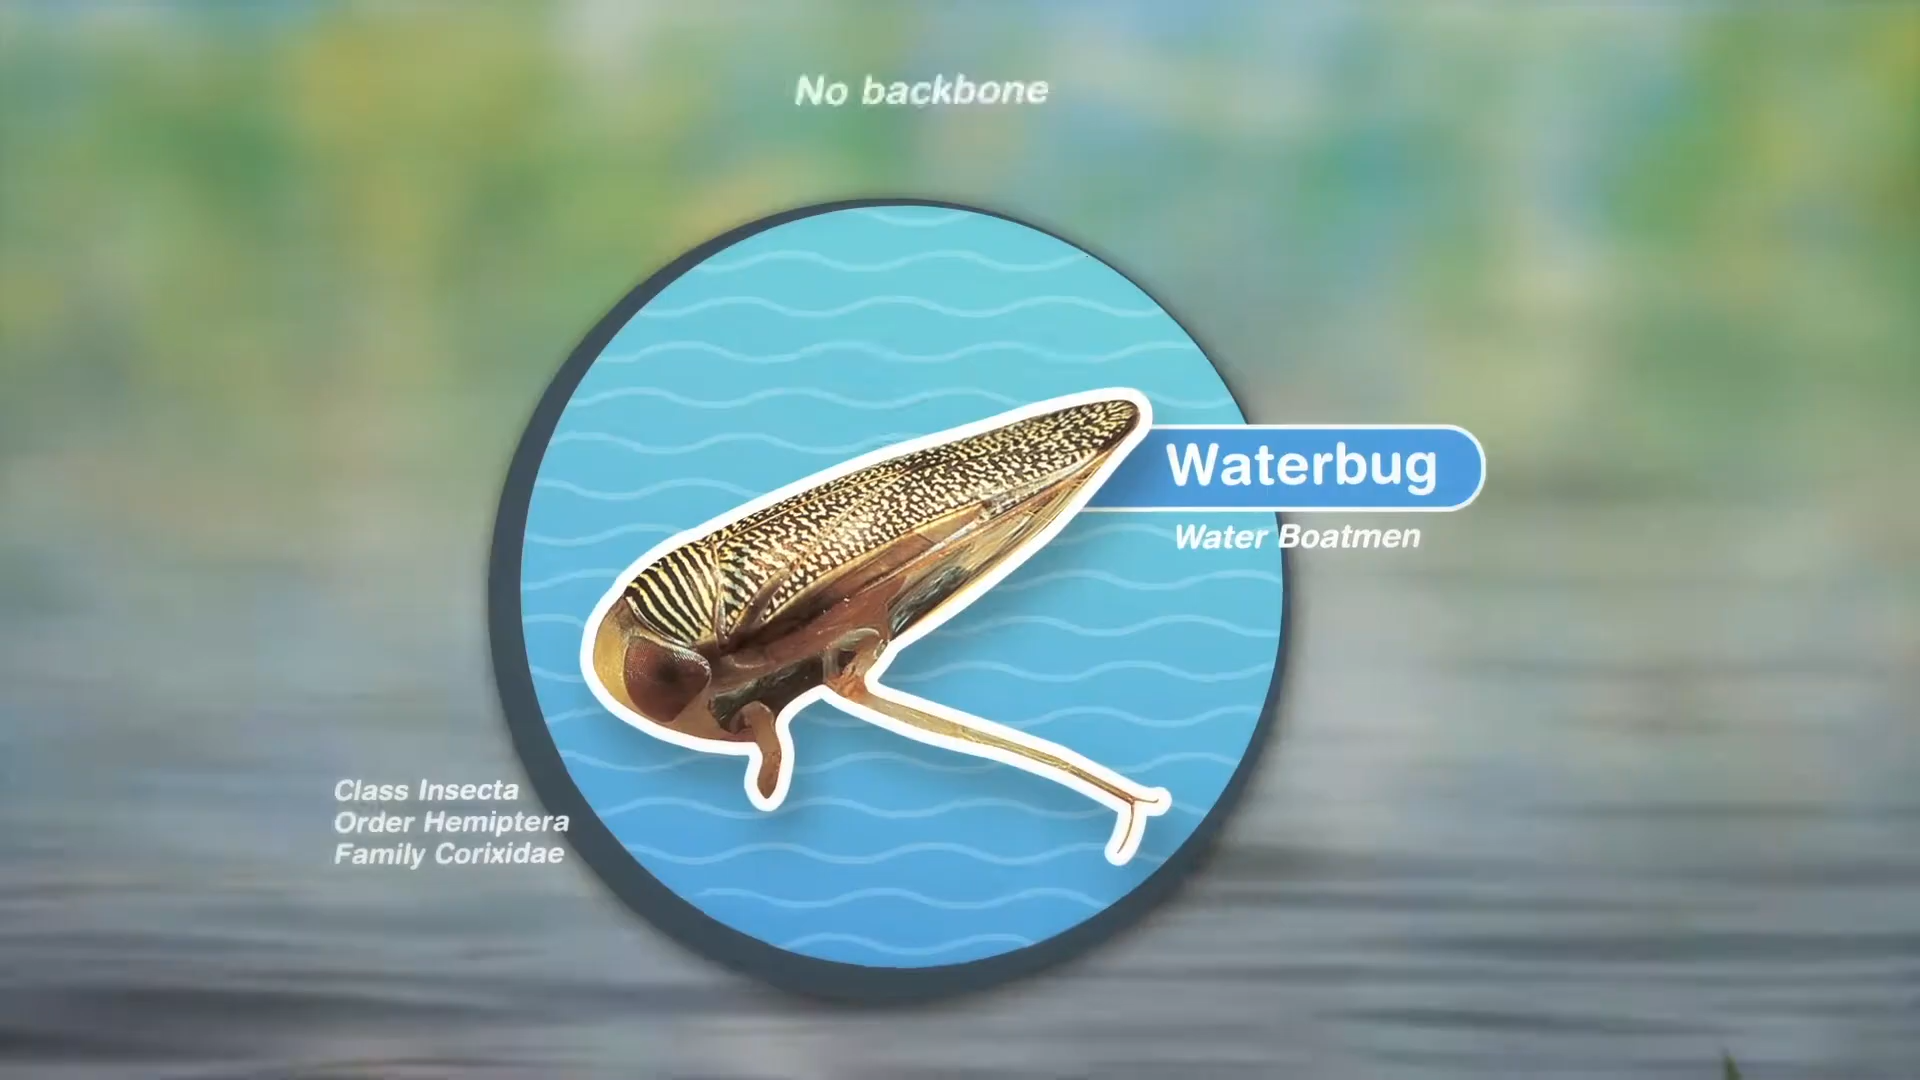 No backbone
Waterbug
Water Boatmen
Class Insecta
Order Hemiptera
Family Corixidae